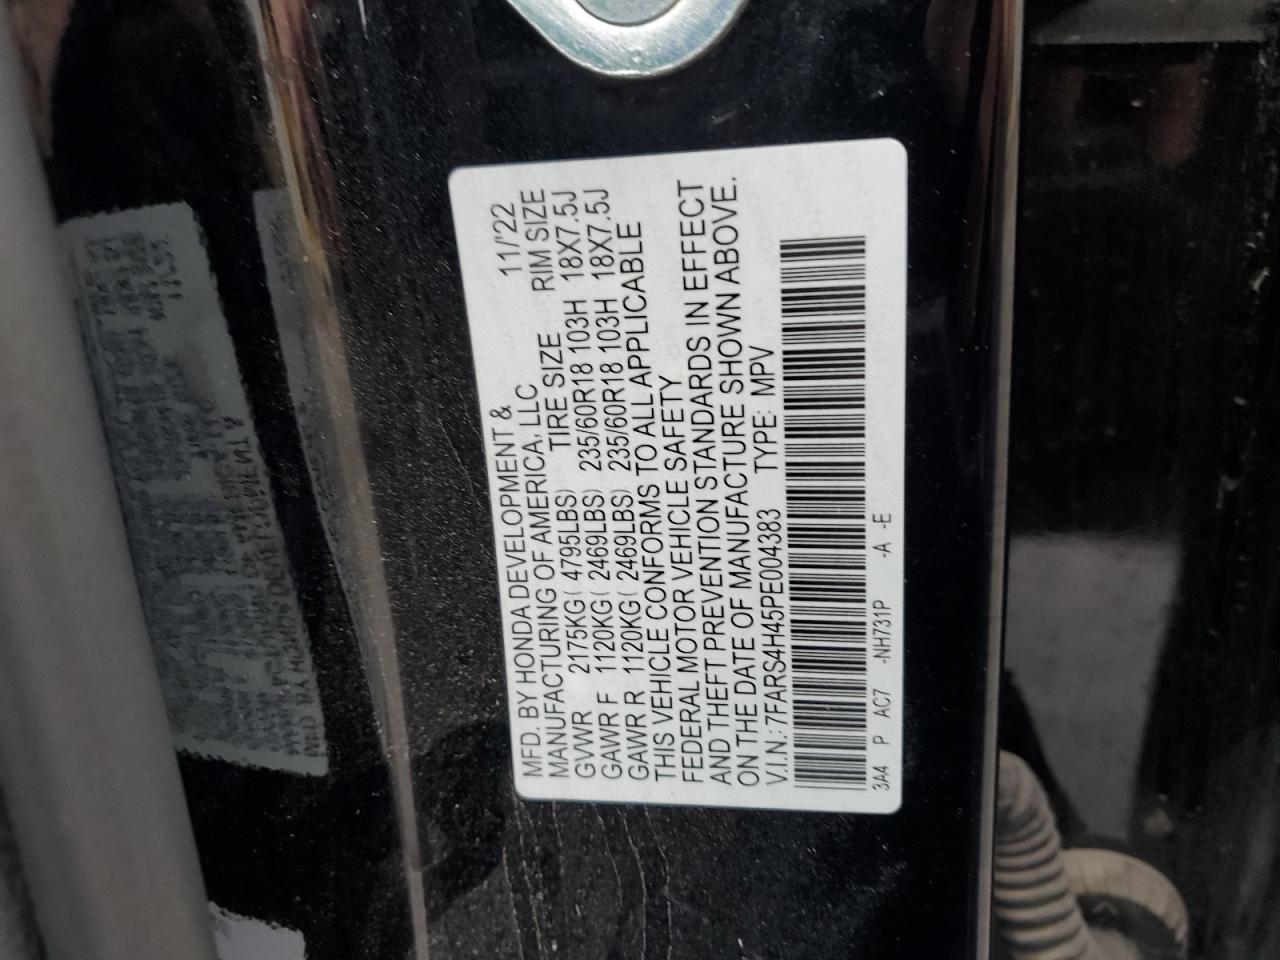 MFD. BY HONDA DEVELOPMENT & 11/'22
MANUFACTURING OF AMERICA, LLC
TIRE SIZE RIM SIZE
GVWR 2175KG( 4795LBS)
GAWR F 1120KG( 2469LBS) 235/60R18 103H 18X7.5J
GAWR R 1120KG( 2469LBS) 235/60R18 103H 18X7.5J
THIS VEHICLE CONFORMS TO ALL APPLICABLE
FEDERAL MOTOR VEHICLE SAFETY
AND THEFT PREVENTION STANDARDS IN EFFECT
ON THE DATE OF MANUFACTURE SHOWN ABOVE.
V.I.N.: 7FARS4H45PE004383 TYPE: MPV
3A4 P AC7 -NH731P -A -E